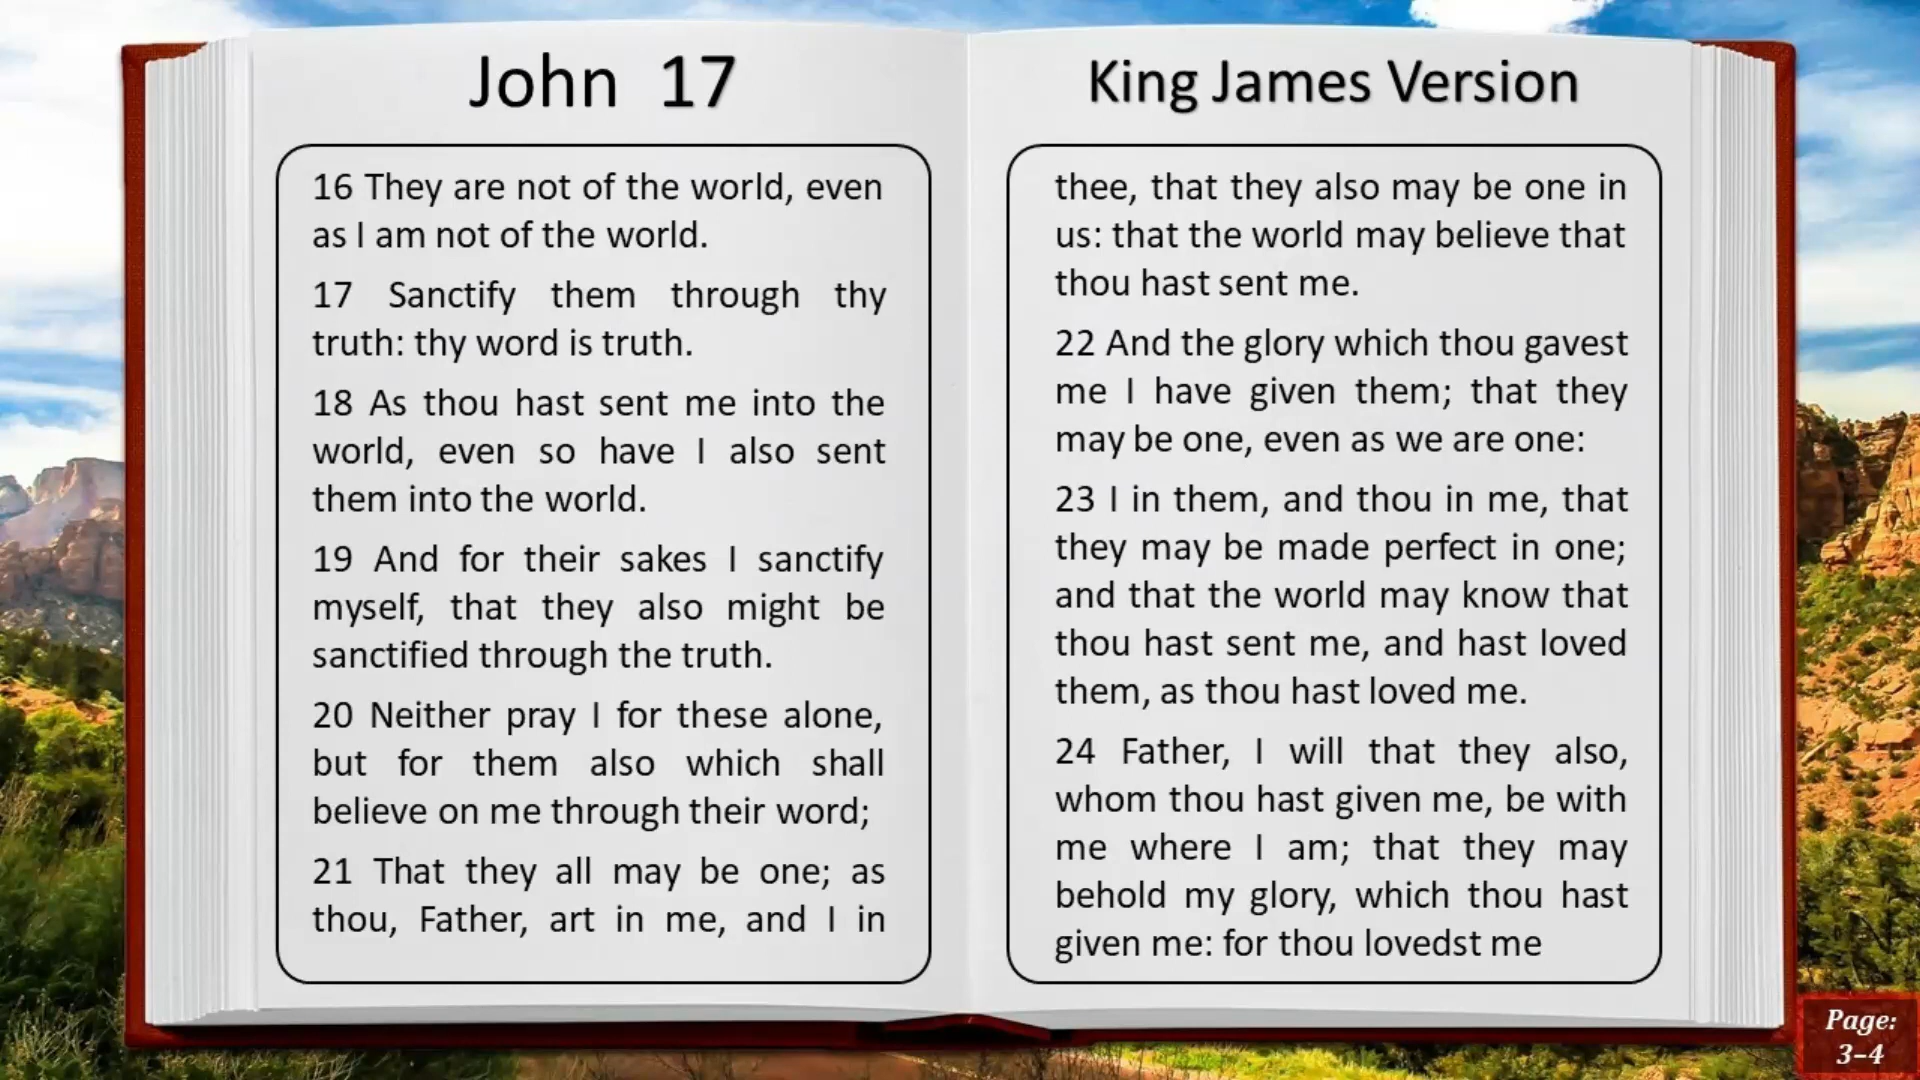 John 17
16 They are not of the world, even
as I am not of the world.
17 Sanctify them through thy
truth: thy word is truth.
18 As thou hast sent me into the
world, even so have I also sent
them into the world.
19 And for their sakes I sanctify
myself, that they also might be
sanctified through the truth.
20 Neither pray I for these alone,
but for them also which shall
believe on me through their word;
21 That they all may be one; as
thou, Father, art in me, and I in
King James Version
thee, that they also may be one in
us: that the world may believe that
thou hast sent me.
22 And the glory which thou gavest
me I have given them; that they
may be one, even as we are one:
23 I in them, and thou in me, that
they may be made perfect in one;
and that the world may know that
thou hast sent me, and hast loved
them, as thou hast loved me.
24 Father, I will that they also,
whom thou hast given me, be with
me where I am; that they may
behold my glory, which thou hast
given me: for thou lovedst me
Page:
3–4